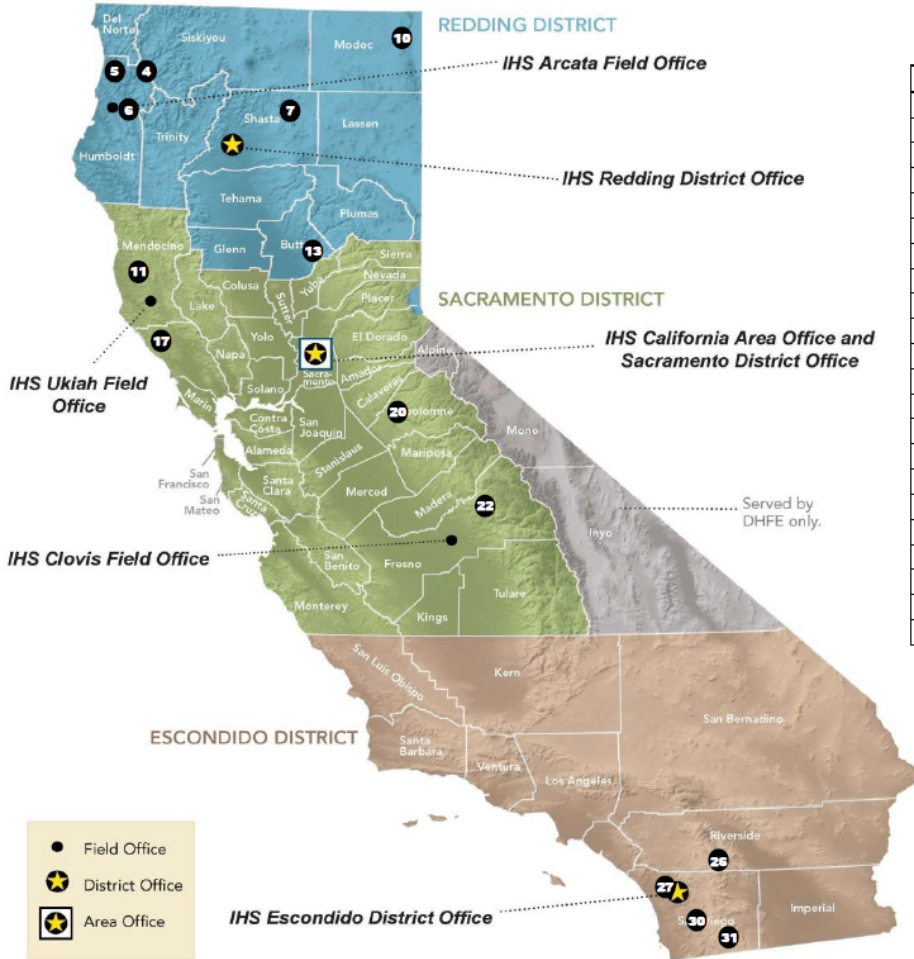 REDDING DISTRICT
Del
Norte
Siskiyou
Modoc
10
5
4
IHS Arcata Field Office
6
7
Shasta
Lassen
Trinity
Humboldt
IHS Redding District Office
Tehama
Plumas
Glenn
13
Mendocino
Sierra
11
Colusa
Sutter
Yuba
Nevada
Placer
Lake
SACRAMENTO DISTRICT
17
Yolo
El Dorado
Napa
IHS California Area Office and
Sacramento District Office
Alpine
Sacra-
mento
Amador
IHS Ukiah Field
Office
Solano
Marin
Calaveras
20
Contra
Costa
San
Joaquin
Mono
Alameda
Stanislaus
Mariposa
San
Francisco
San
Mateo
Santa
Clara
Santa
Cruz
Merced
Madera
22
Served by
DHFE only.
Inyo
IHS Clovis Field Office
San
Benito
Fresno
Tulare
Monterey
Kings
San Luis Obispo
Kern
San Bernadino
ESCONDIDO DISTRICT
Santa
Barbara
Ventura
Los Angeles
Riverside
26
Field Office
District Office
Area Office
27
IHS Escondido District Office
30
Imperial
31